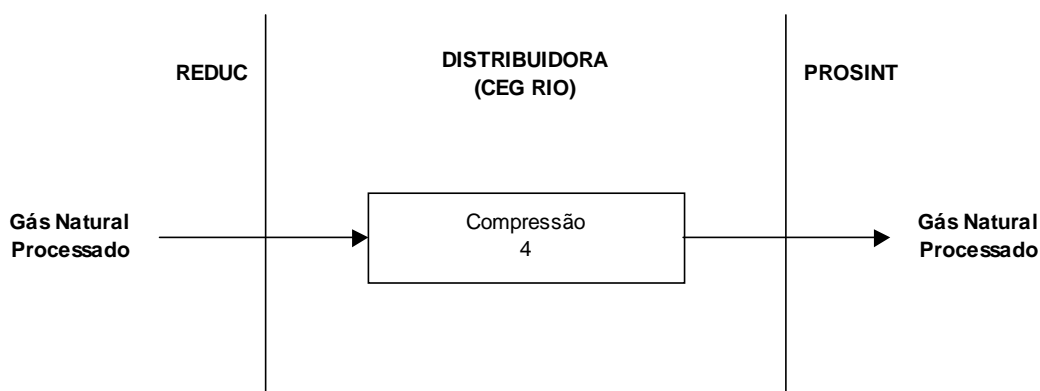 REDUC
DISTRIBUIDORA
(CEG RIO)
PROSINT
Gás Natural
Processado
Compressão
4
Gás Natural
Processado